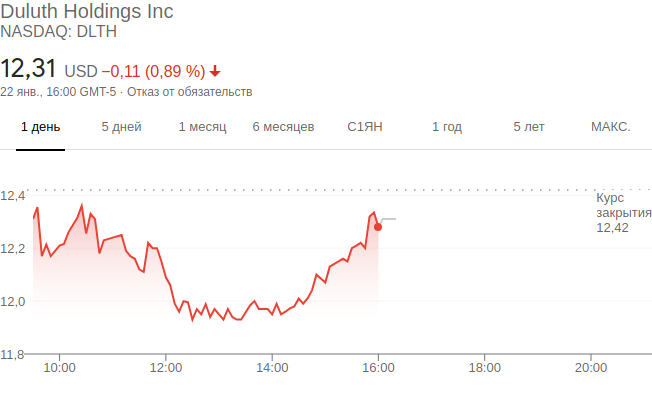 Duluth Holdings Inc
NASDAQ: DLTH
12,31 USD −0,11 (0,89 %)
22 янв., 16:00 GMT-5 · Отказ от обязательств
1 день 5 дней 1 месяц 6 месяцев С1ЯН 1 год 5 лет МАКС.
12,4
Курс
закрытия
12,42
12,2
12,0
11,8
10:00 12:00 14:00 16:00 18:00 20:00